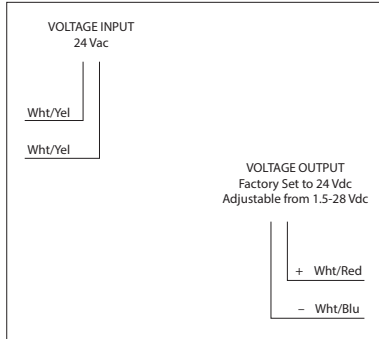 VOLTAGE INPUT
24 Vac
Wht/Yel
Wht/Yel
VOLTAGE OUTPUT
Factory Set to 24 Vdc
Adjustable from 1.5-28 Vdc
+ Wht/Red
– Wht/Blu